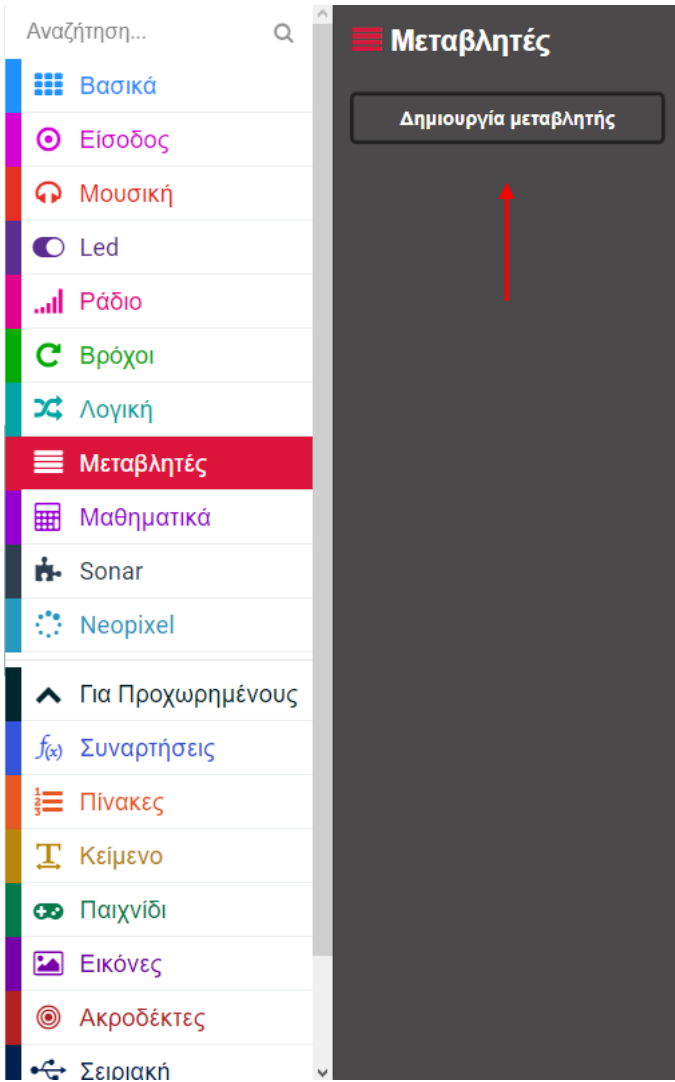 Αναζήτηση...
Βασικά
Είσοδος
Μουσική
Led
Ράδιο
Βρόχοι
Λογική
Μεταβλητές
Μαθηματικά
Sonar
Neopixel
Για Προχωρημένους
f(x) Συναρτήσεις
Πίνακες
Κείμενο
Παιχνίδι
Εικόνες
Ακροδέκτες
Σειριακή
Μεταβλητές
Δημιουργία μεταβλητής